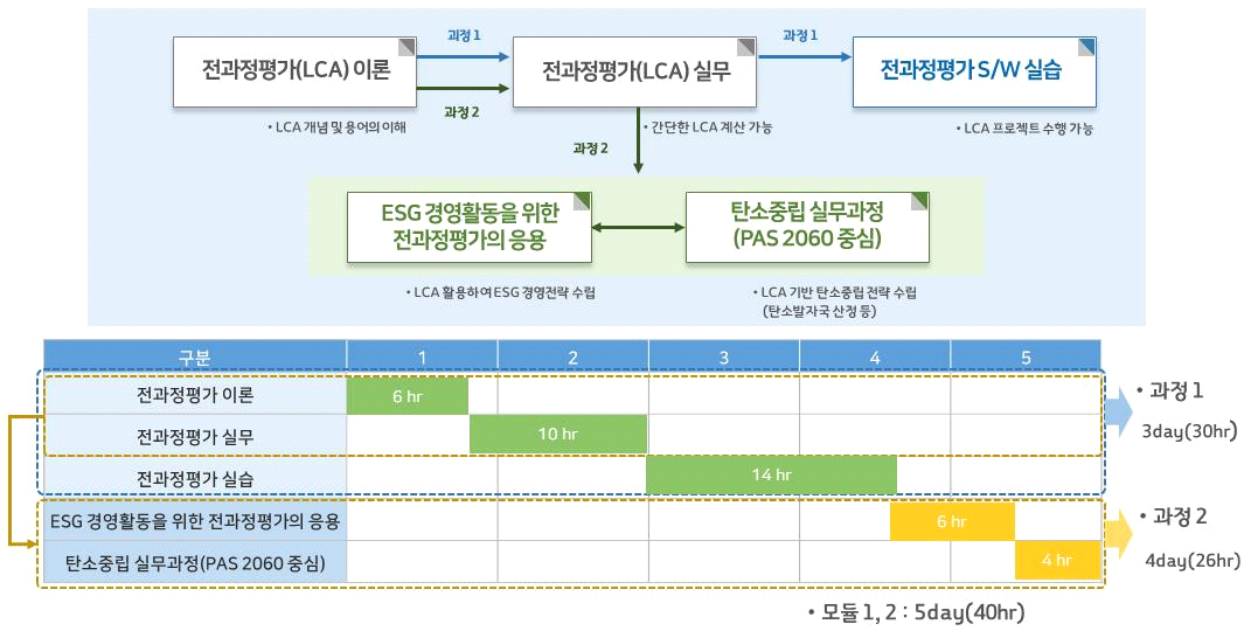 과정 1
과정 1
전과정평가(LCA) 이론
전과정평가(LCA) 실무
전과정평가 S/W 실습
과정 2
• LCA 개념 및 용어의 이해
• 간단한 LCA 계산 가능
• LCA 프로젝트 수행 가능
과정 2
ESG 경영활동을 위한
전과정평가의 응용
탄소중립 실무과정
(PAS 2060 중심)
• LCA 활용하여 ESG 경영전략 수립
• LCA 기반 탄소중립 전략 수립
(탄소발자국 산정 등)
구분 1 2 3 4 5
전과정평가 이론 6 hr
전과정평가 실무 10 hr
전과정평가 실습 14 hr
• 과정 1
3day(30hr)
ESG 경영활동을 위한 전과정평가의 응용 6 hr
탄소중립 실무과정(PAS 2060 중심) 4 hr
• 과정 2
4day(26hr)
• 모듈 1, 2 : 5day(40hr)